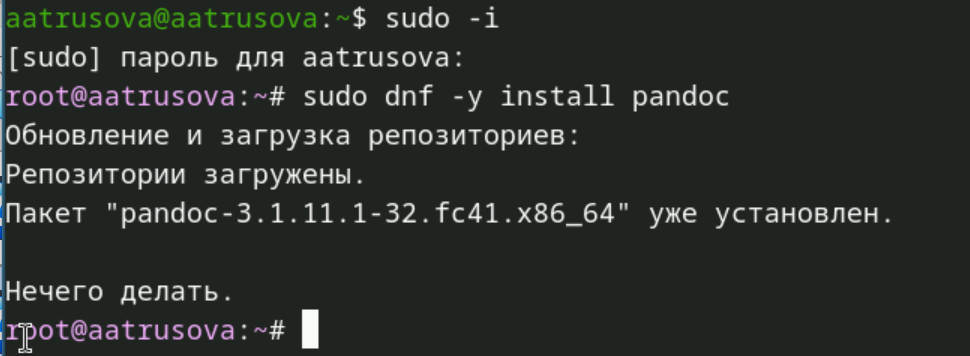 aatrusova@aatrusova:~$ sudo -i
[sudo] пароль для aatrusova:
root@aatrusova:~# sudo dnf -y install pandoc
Обновление и загрузка репозиториев:
Репозитории загружены.
Пакет "pandoc-3.1.11.1-32.fc41.x86_64" уже установлен.
Нечего делать.
root@aatrusova:~#